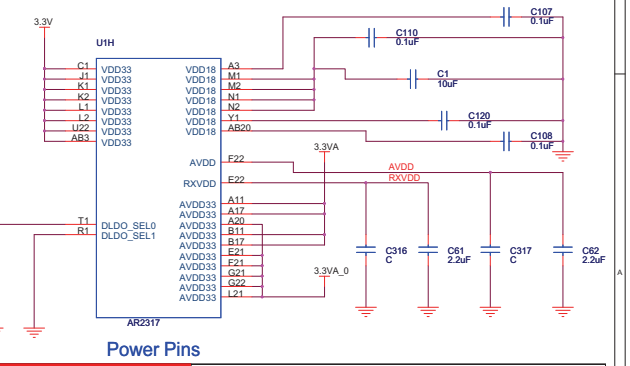 3.3V
U1H
C107
0.1uF
C110
0.1uF
C1
10uF
C120
0.1uF
C108
0.1uF
C1 VDD33
J1 VDD33
K1 VDD33
K2 VDD33
L1 VDD33
L2 VDD33
U22 VDD33
AB3 VDD33
VDD18 A3
VDD18 M1
VDD18 M2
VDD18 N1
VDD18 N2
VDD18 Y1
VDD18 AB20
3.3VA
AVDD F22 AVDD
RXVDD E22 RXVDD
AVDD33 A11
AVDD33 A17
AVDD33 A20
AVDD33 B11
AVDD33 B17
AVDD33 E21
AVDD33 F21
AVDD33 G21
AVDD33 G22
AVDD33 L21
T1 DLDO_SEL0
R1 DLDO_SEL1
3.3VA_0
C316
C
C61
2.2uF
C317
C
C62
2.2uF
A
AR2317
Power Pins